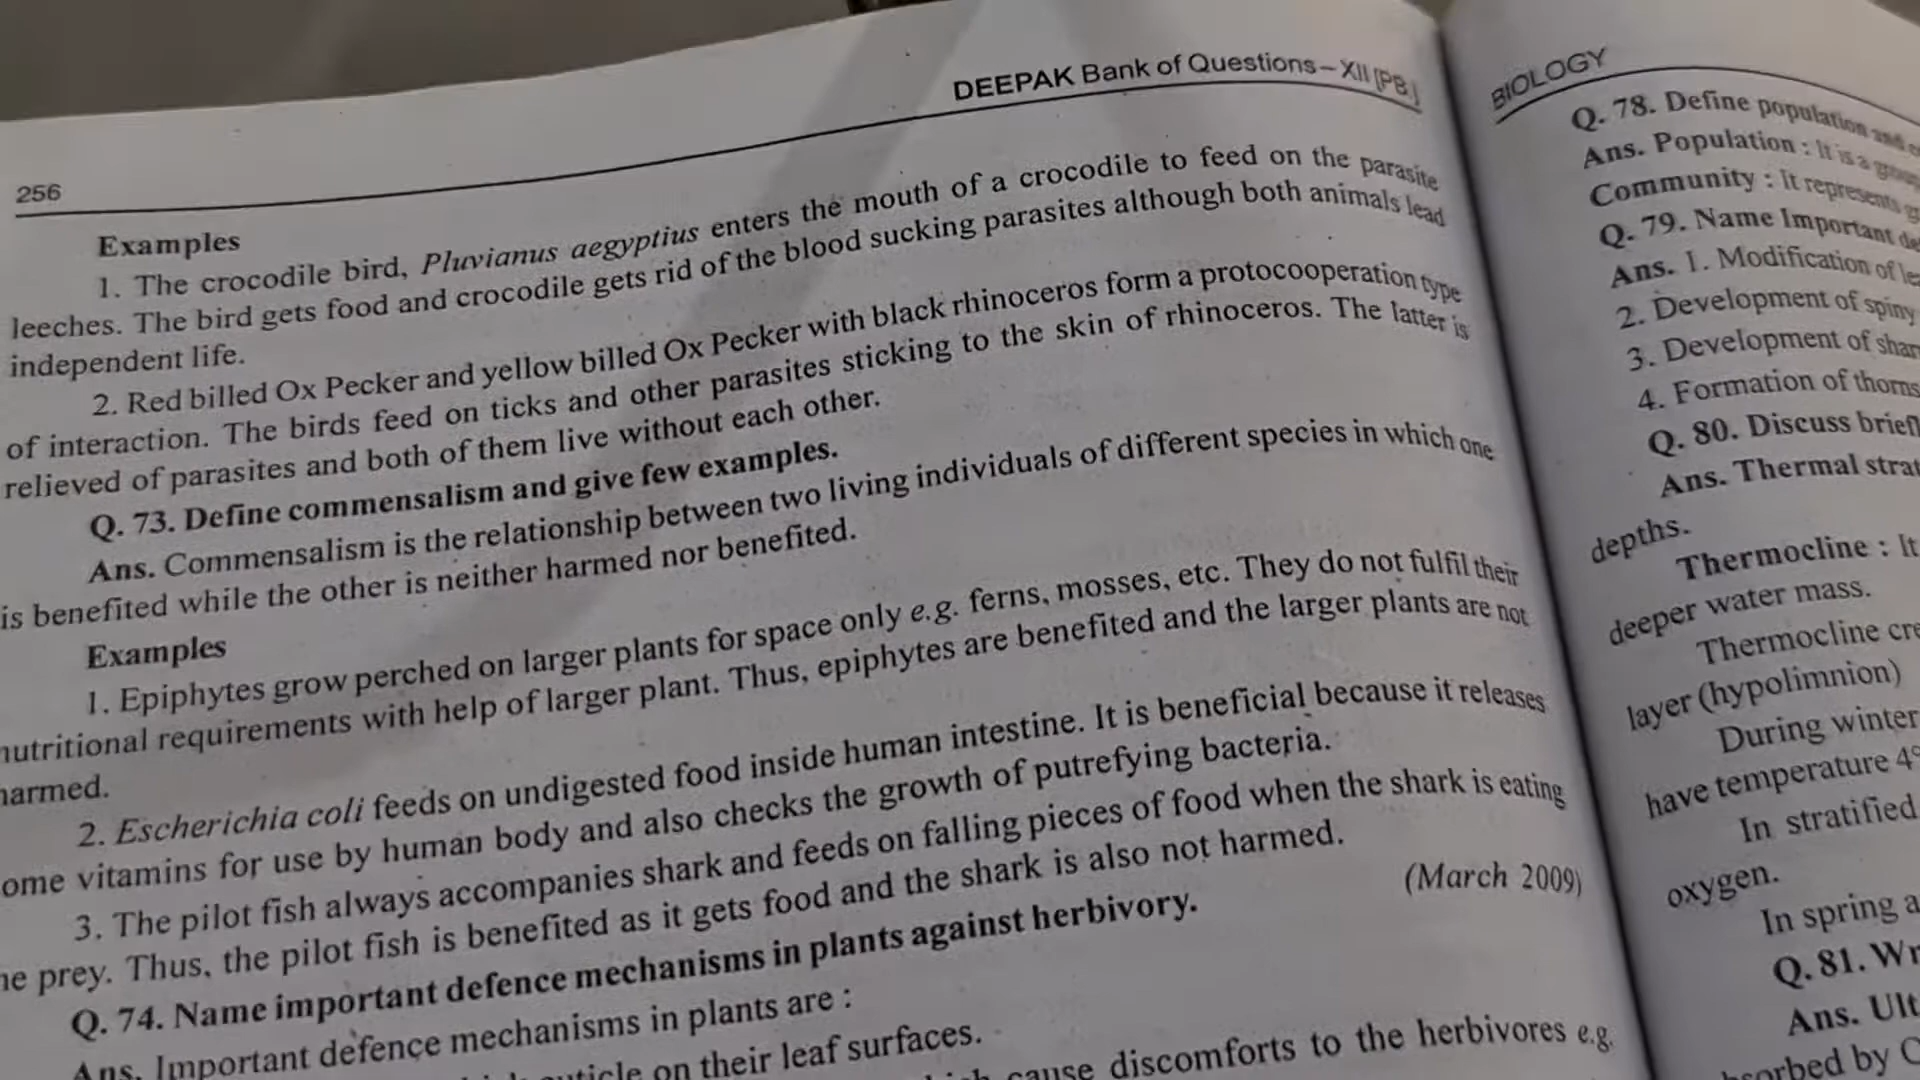 DEEPAK Bank of Questions – XII (PB.)
256
Examples
1. The crocodile bird, Pluvianus aegyptius enters the mouth of a crocodile to feed on the parasite
leeches. The bird gets food and crocodile gets rid of the blood sucking parasites although both animals lead
independent life.
2. Red billed Ox Pecker and yellow billed Ox Pecker with black rhinoceros form a protocooperation type
of interaction. The birds feed on ticks and other parasites sticking to the skin of rhinoceros. The latter is
relieved of parasites and both of them live without each other.
Q. 73. Define commensalism and give few examples.
Ans. Commensalism is the relationship between two living individuals of different species in which one
is benefited while the other is neither harmed nor benefited.
Examples
1. Epiphytes grow perched on larger plants for space only e.g. ferns, mosses, etc. They do not fulfil their
nutritional requirements with help of larger plant. Thus, epiphytes are benefited and the larger plants are not
harmed.
2. Escherichia coli feeds on undigested food inside human intestine. It is beneficial because it releases
ome vitamins for use by human body and also checks the growth of putrefying bacteria.
3. The pilot fish always accompanies shark and feeds on falling pieces of food when the shark is eating
he prey. Thus, the pilot fish is benefited as it gets food and the shark is also not harmed.
Q. 74. Name important defence mechanisms in plants against herbivory. (March 2009)
Ans. Important defence mechanisms in plants are :
cuticle on their leaf surfaces.
cause discomforts to the herbivores e.g.
BIOLOGY
Q. 78. Define population and
Ans. Population : It is a group
Community : It represents
Q. 79. Name Important
Ans. 1. Modification of
2. Development of spiny
3. Development of
4. Formation of thorns
Q. 80. Discuss
Ans. Thermal
depths.
Thermocline : It
deeper water mass.
Thermocline
layer (hypolimnion)
During winter
have temperature 4°
In stratified
oxygen.
In spring
Q. 81.
Ans.
by